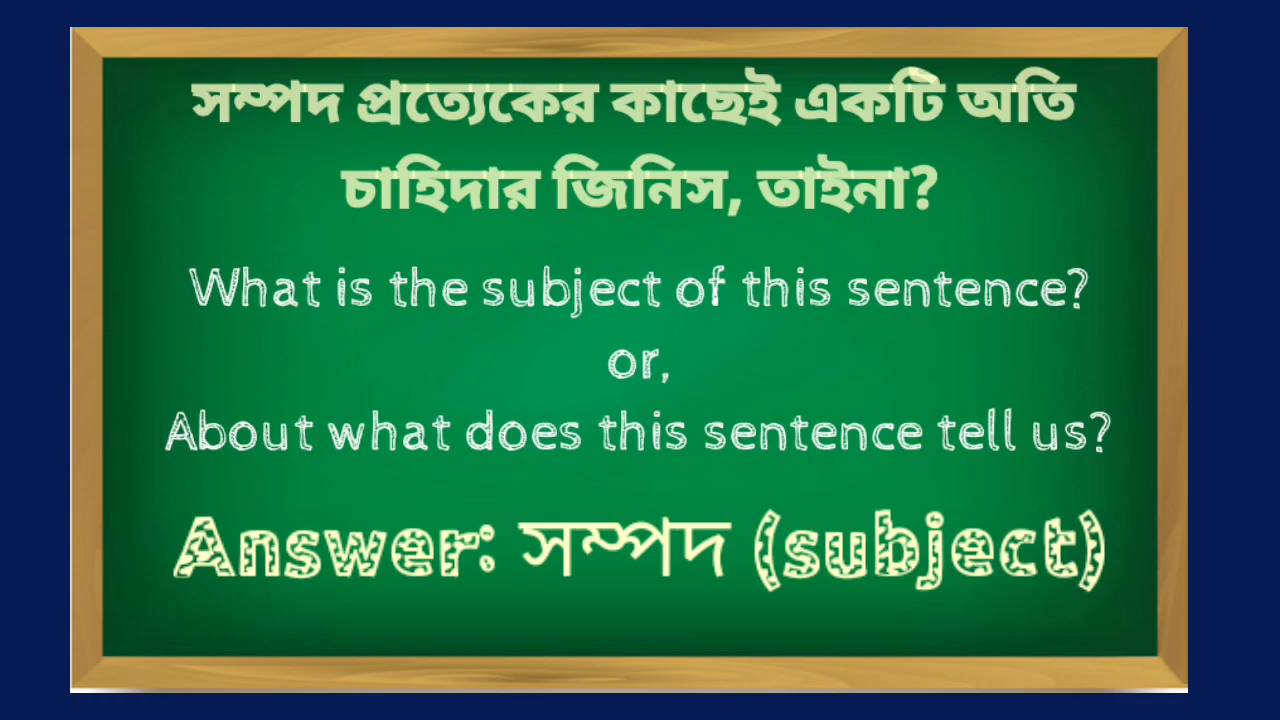 সম্পদ প্রত্যেকের কাছেই একটি অতি
চাহিদার জিনিস, তাইনা?
What is the subject of this sentence?
or,
About what does this sentence tell us?
Answer: সম্পদ (subject)